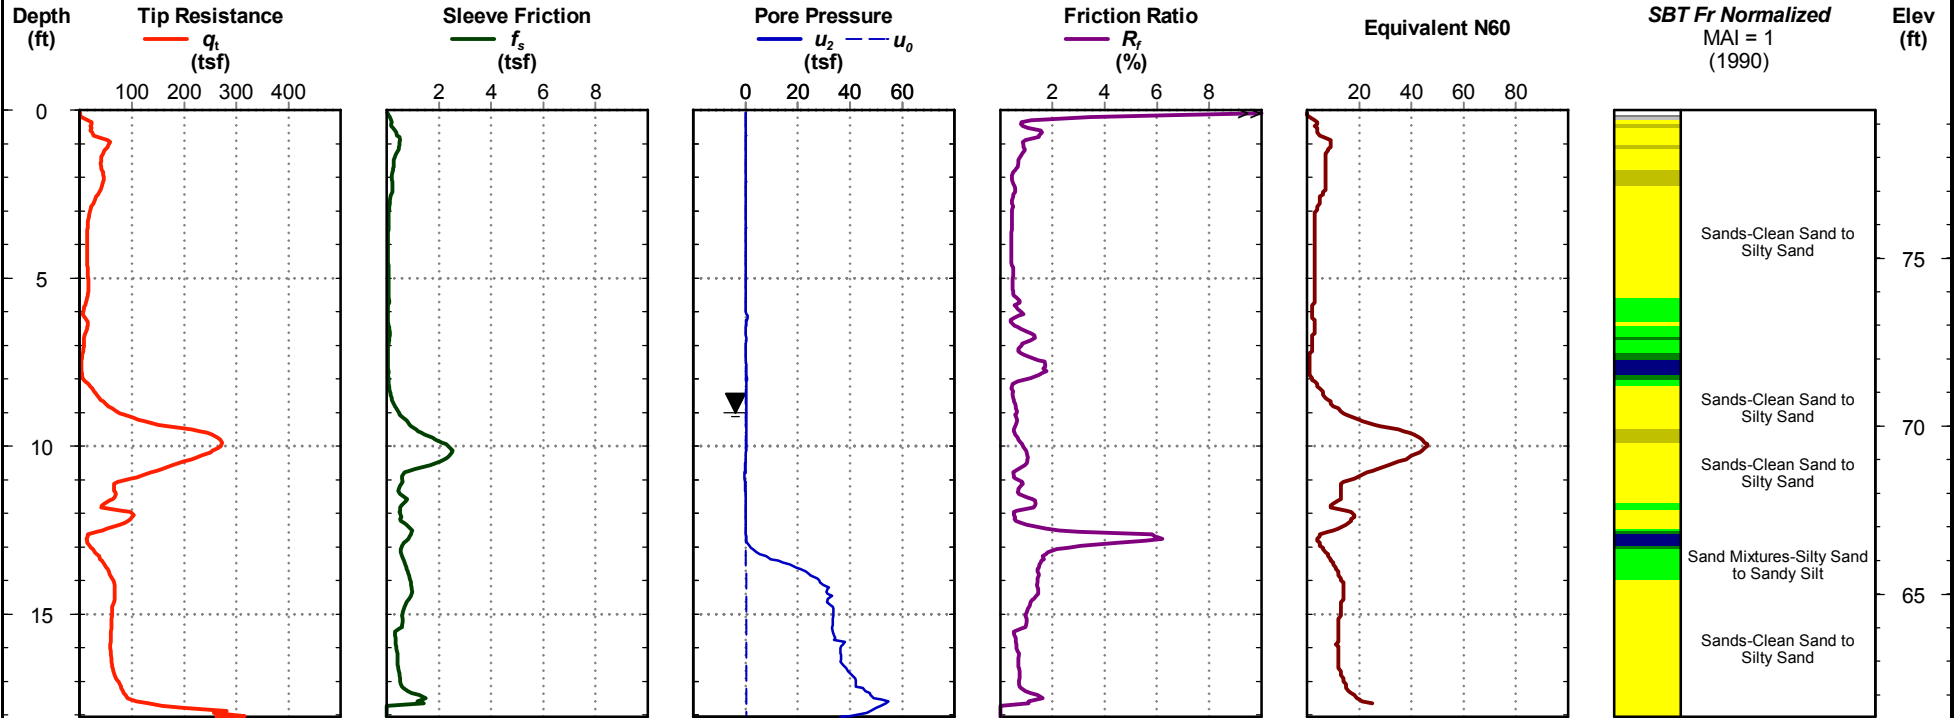 Depth
(ft)
Tip Resistance
qt
(tsf)
Sleeve Friction
fs
(tsf)
Pore Pressure
u2 u0
(tsf)
Friction Ratio
Rf
(%)
Equivalent N60
SBT Fr Normalized
MAI = 1
(1990)
Elev
(ft)
100 200 300 400
2 4 6 8
0 20 40 60
2 4 6 8
20 40 60 80
0
5
10
15
>>
Sands-Clean Sand to
Silty Sand
Sands-Clean Sand to
Silty Sand
Sands-Clean Sand to
Silty Sand
Sand Mixtures-Silty Sand
to Sandy Silt
Sands-Clean Sand to
Silty Sand
75
70
65